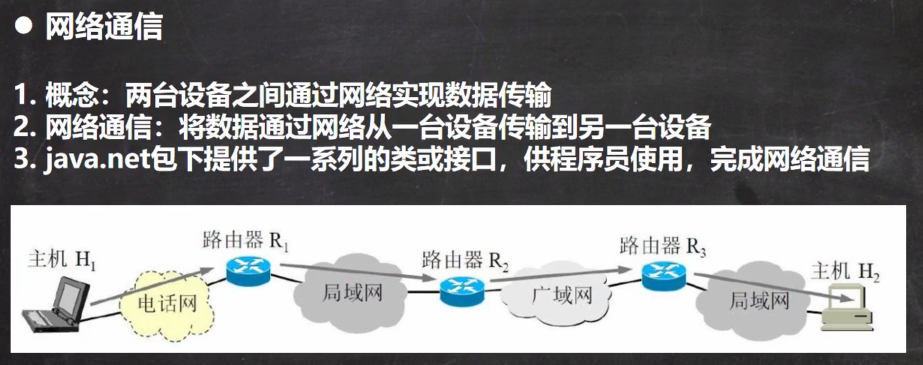 ● 网络通信
1. 概念：两台设备之间通过网络实现数据传输
2. 网络通信：将数据通过网络从一台设备传输到另一台设备
3. java.net包下提供了一系列的类或接口，供程序员使用，完成网络通信
主机 H1
路由器 R1
电话网
局域网
路由器 R2
广域网
路由器 R3
局域网
主机 H2